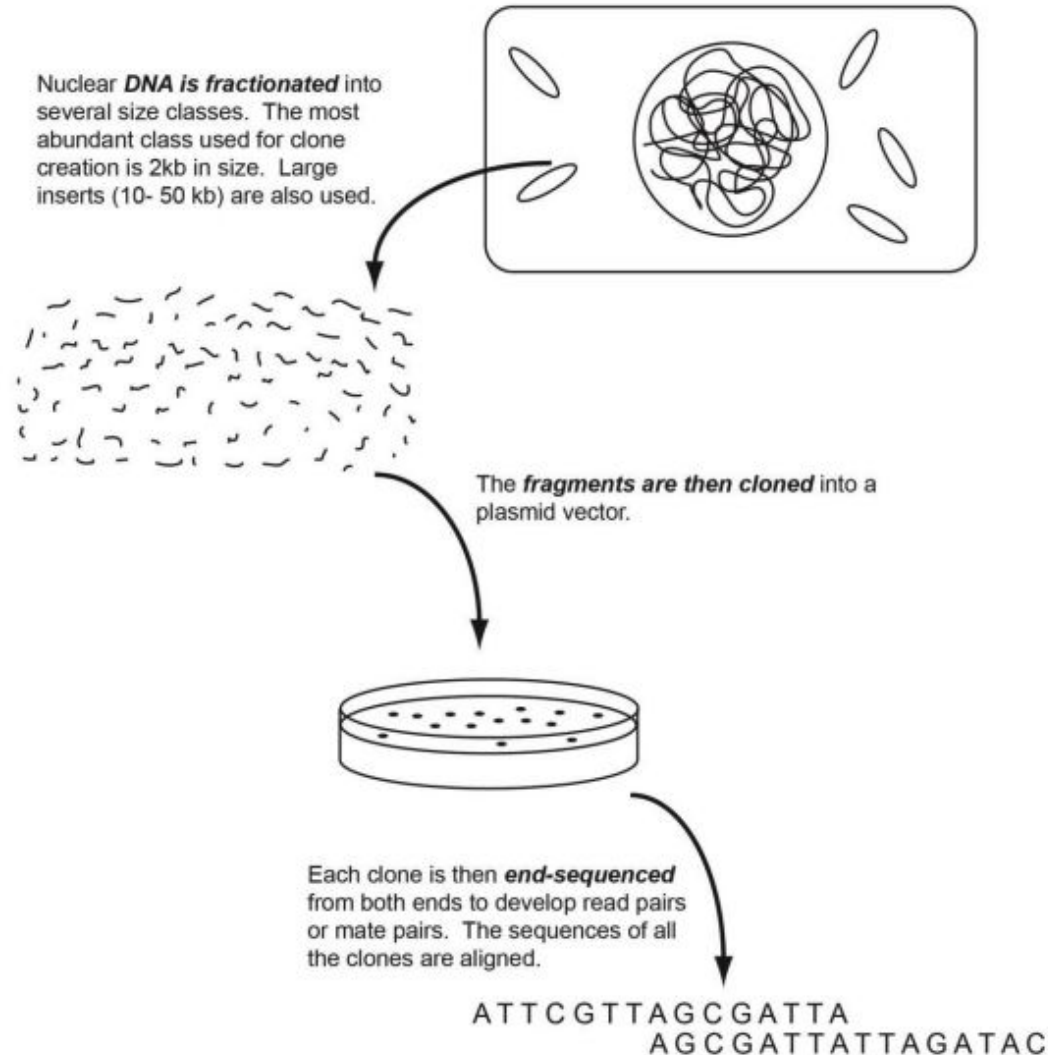 Nuclear DNA is fractionated into
several size classes. The most
abundant class used for clone
creation is 2kb in size. Large
inserts (10- 50 kb) are also used.
The fragments are then cloned into a
plasmid vector.
Each clone is then end-sequenced
from both ends to develop read pairs
or mate pairs. The sequences of all
the clones are aligned.
ATTCGTTAGCGATTA
AGCGATTATTAGATAC